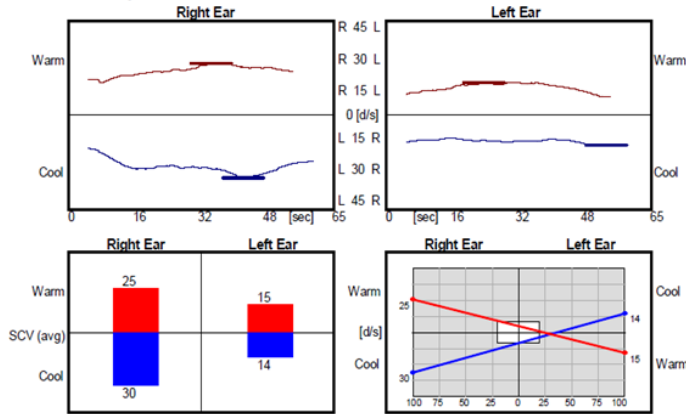 Right Ear Left Ear
R 45 L
Warm R 30 L Warm
R 15 L
0 [d/s]
L 15 R
Cool L 30 R Cool
L 45 R
0 16 32 48 [sec] 65 0 [sec] 16 32 48 65
Right Ear Left Ear Right Ear Left Ear
25
Warm 15 Warm 25 14 Cool
SCV (avg) [d/s]
Cool 14 Cool 30 15 Warm
30
100 75 50 25 0 25 50 75 100